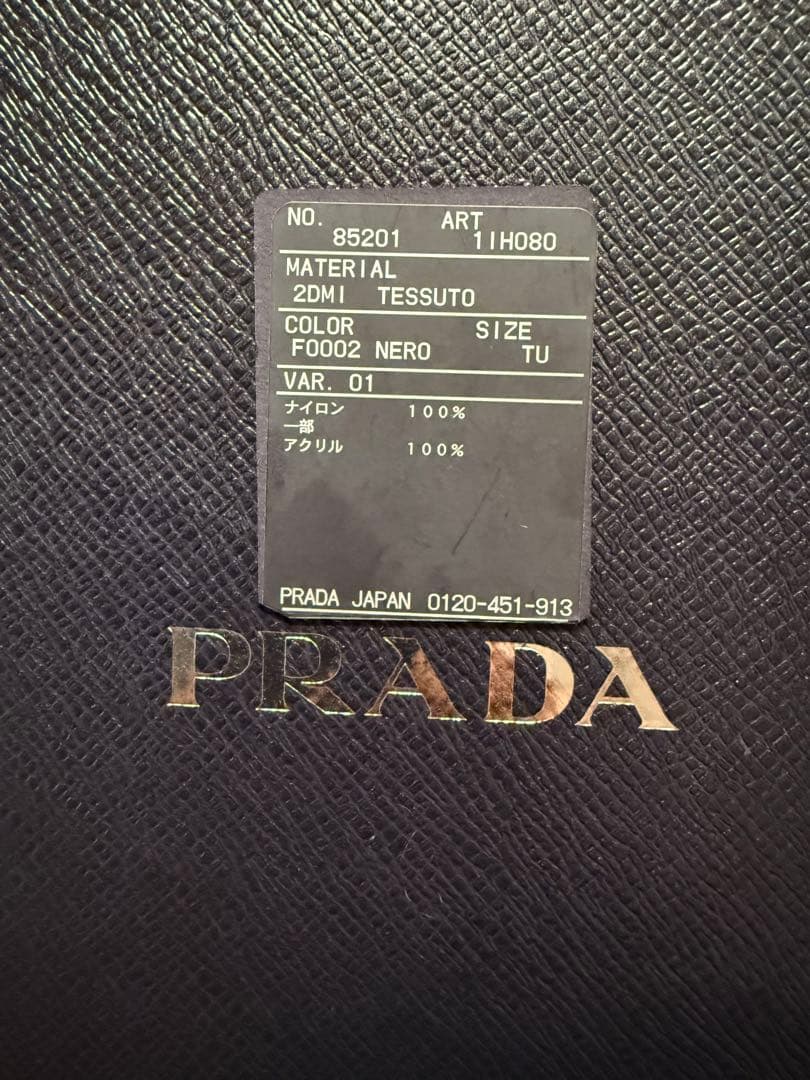 NO. ART
85201 1IH080
MATERIAL
2DMI TESSUTO
COLOR SIZE
F0002 NERO TU
VAR. 01
ナイロン 100%
一部
アクリル 100%
PRADA JAPAN 0120-451-913
PRADA